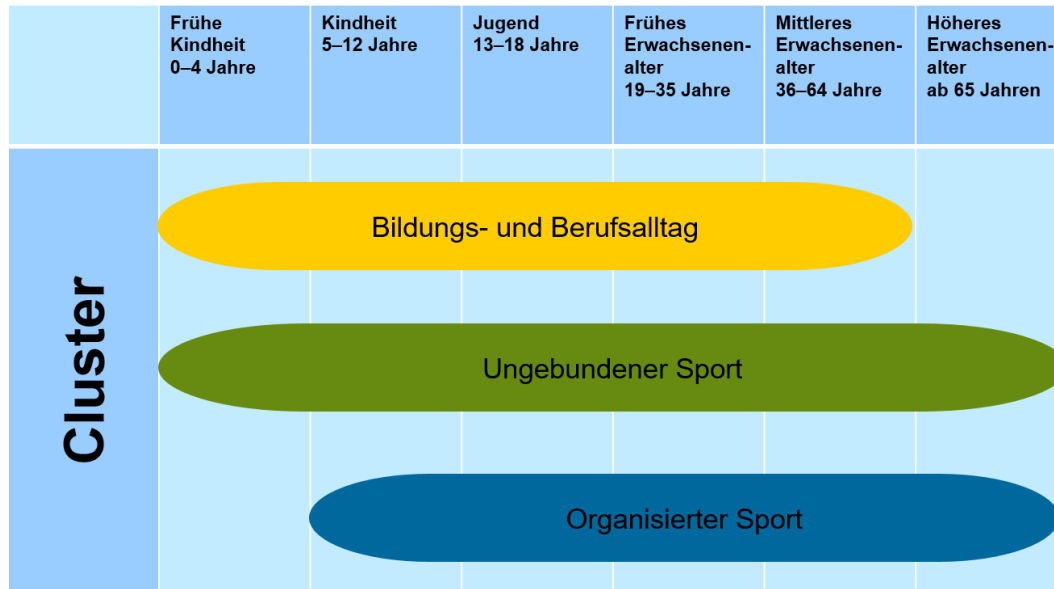 Frühe
Kindheit
0–4 Jahre
Kindheit
5–12 Jahre
Jugend
13–18 Jahre
Frühes
Erwachsenen-
alter
19–35 Jahre
Mittleres
Erwachsenen-
alter
36–64 Jahre
Höheres
Erwachsenen-
alter
ab 65 Jahren
Cluster
Bildungs- und Berufsalltag
Ungebundener Sport
Organisierter Sport